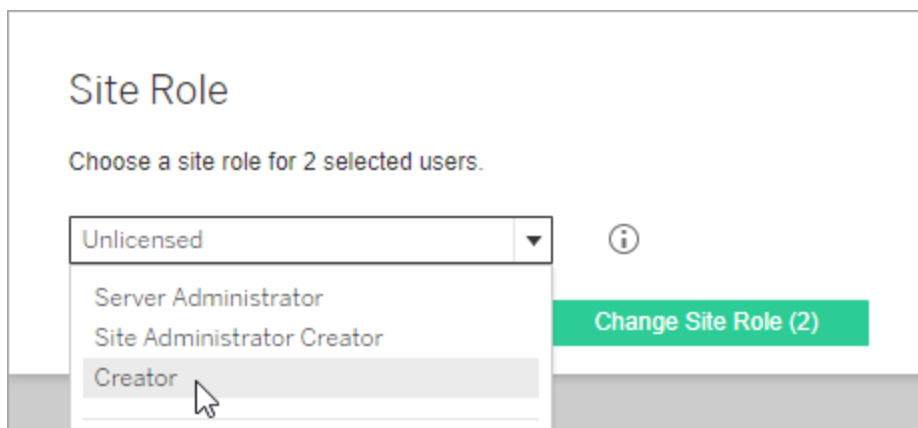 Site Role
Choose a site role for 2 selected users.
Unlicensed
Server Administrator
Site Administrator Creator
Change Site Role (2)
Creator